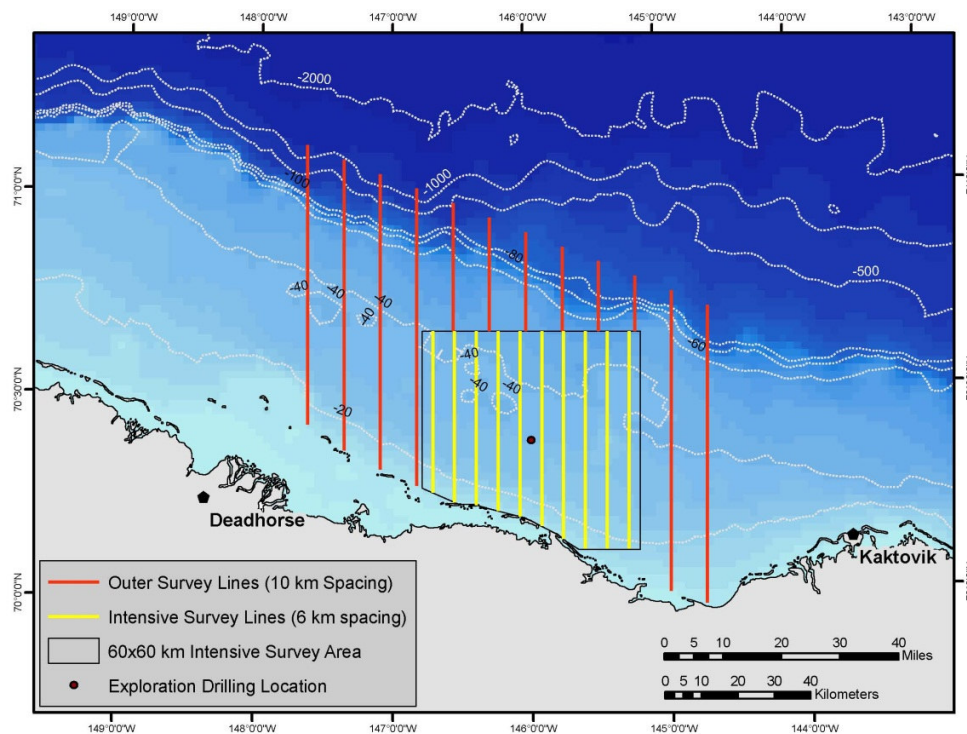 149°0'0"W 148°0'0"W 147°0'0"W 146°0'0"W 145°0'0"W 144°0'0"W 143°0'0"W
-2000
71°0'0"N
-100
-1000
-80
-500
-40
-40
-40
-40
-60
-40
-40
-40
70°30'0"N
-20
Deadhorse
Kaktovik
70°0'0"N
Outer Survey Lines (10 km Spacing)
Intensive Survey Lines (6 km spacing)
60x60 km Intensive Survey Area
Exploration Drilling Location
0 5 10 20 30 40
Miles
0 5 10 20 30 40
Kilometers
149°0'0"W 148°0'0"W 147°0'0"W 146°0'0"W 145°0'0"W 144°0'0"W